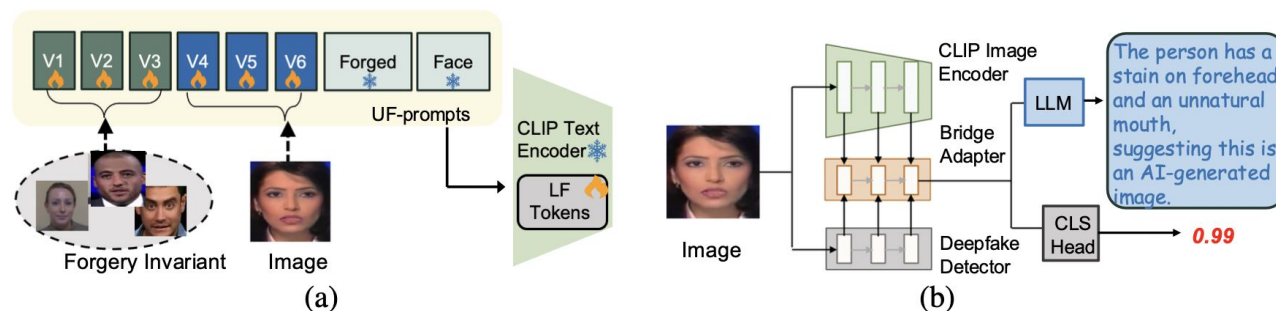 V1 V2 V3 V4 V5 V6 Forged Face
UF-prompts
CLIP Text
Encoder
LF
Tokens
Forgery Invariant
Image
(a)
CLIP Image
Encoder
Bridge
Adapter
Image
Deepfake
Detector
LLM
CLS
Head
The person has a
stain on forehead
and an unnatural
mouth,
suggesting this is
an AI-generated
image.
0.99
(b)